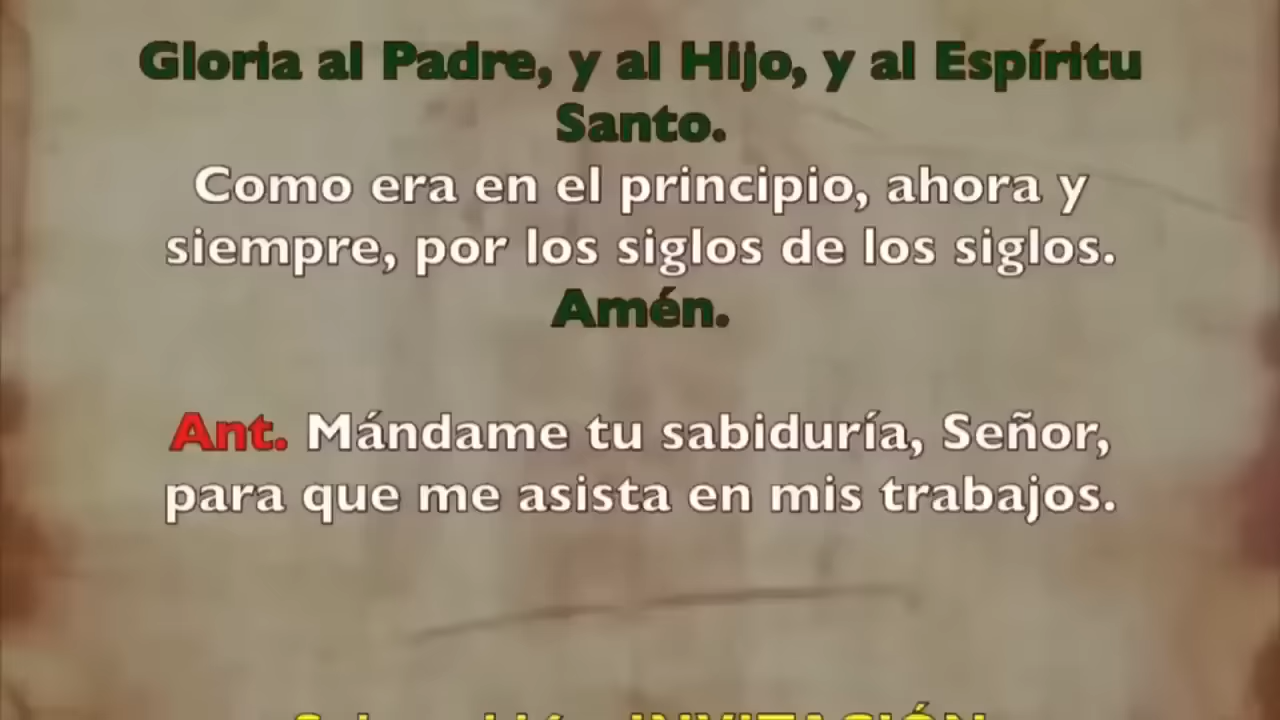 Gloria al Padre, y al Hijo, y al Espíritu
Santo.
Como era en el principio, ahora y
siempre, por los siglos de los siglos.
Amén.
Ant. Mándame tu sabiduría, Señor,
para que me asista en mis trabajos.
INVITACIÓN